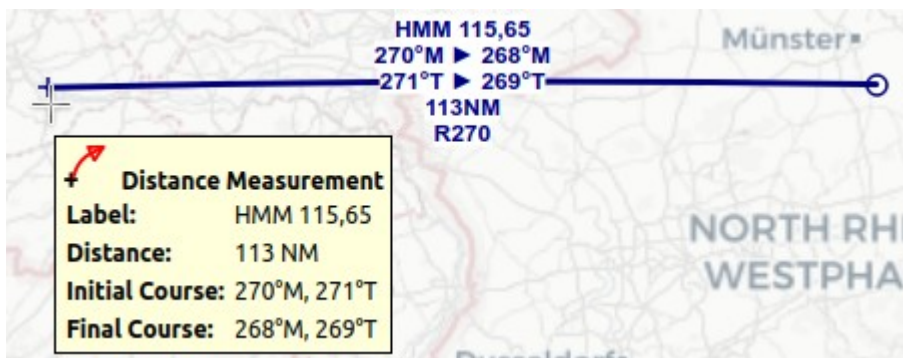 HMM 115,65
270°M ► 268°M
271°T ► 269°T
113NM
R270
Münster
Distance Measurement
Label: HMM 115,65
Distance: 113 NM
Initial Course: 270°M, 271°T
Final Course: 268°M, 269°T
NORTH RH
WESTPHA